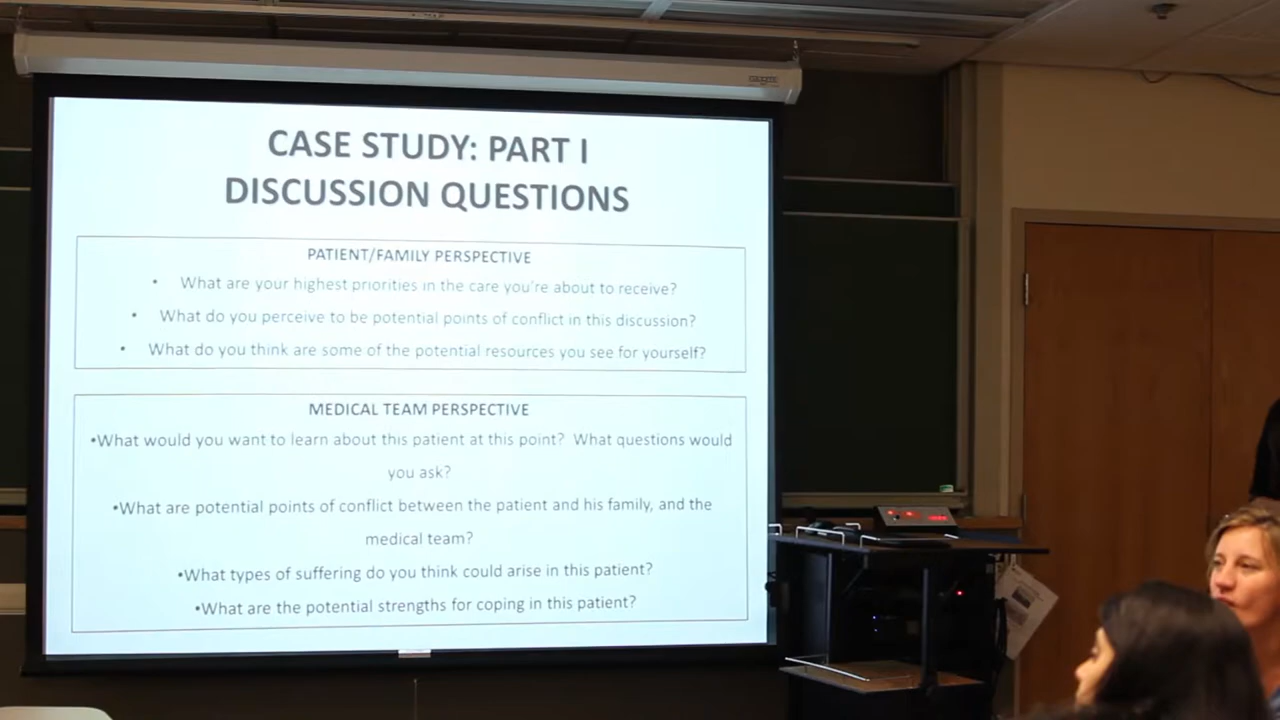 CASE STUDY: PART I
DISCUSSION QUESTIONS
PATIENT/FAMILY PERSPECTIVE
• What are your highest priorities in the care you're about to receive?
• What do you perceive to be potential points of conflict in this discussion?
• What do you think are some of the potential resources you see for yourself?
MEDICAL TEAM PERSPECTIVE
•What would you want to learn about this patient at this point? What questions would
you ask?
•What are potential points of conflict between the patient and his family, and the
medical team?
•What types of suffering do you think could arise in this patient?
•What are the potential strengths for coping in this patient?